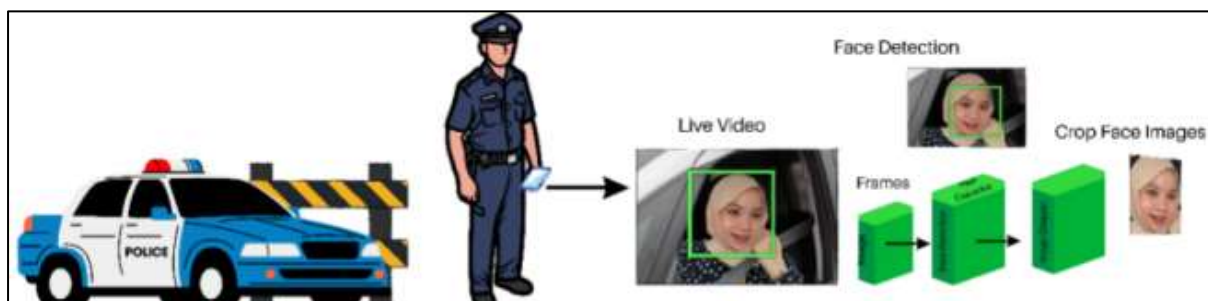 Face Detection
Live Video
Crop Face Images
Frames
POLICE